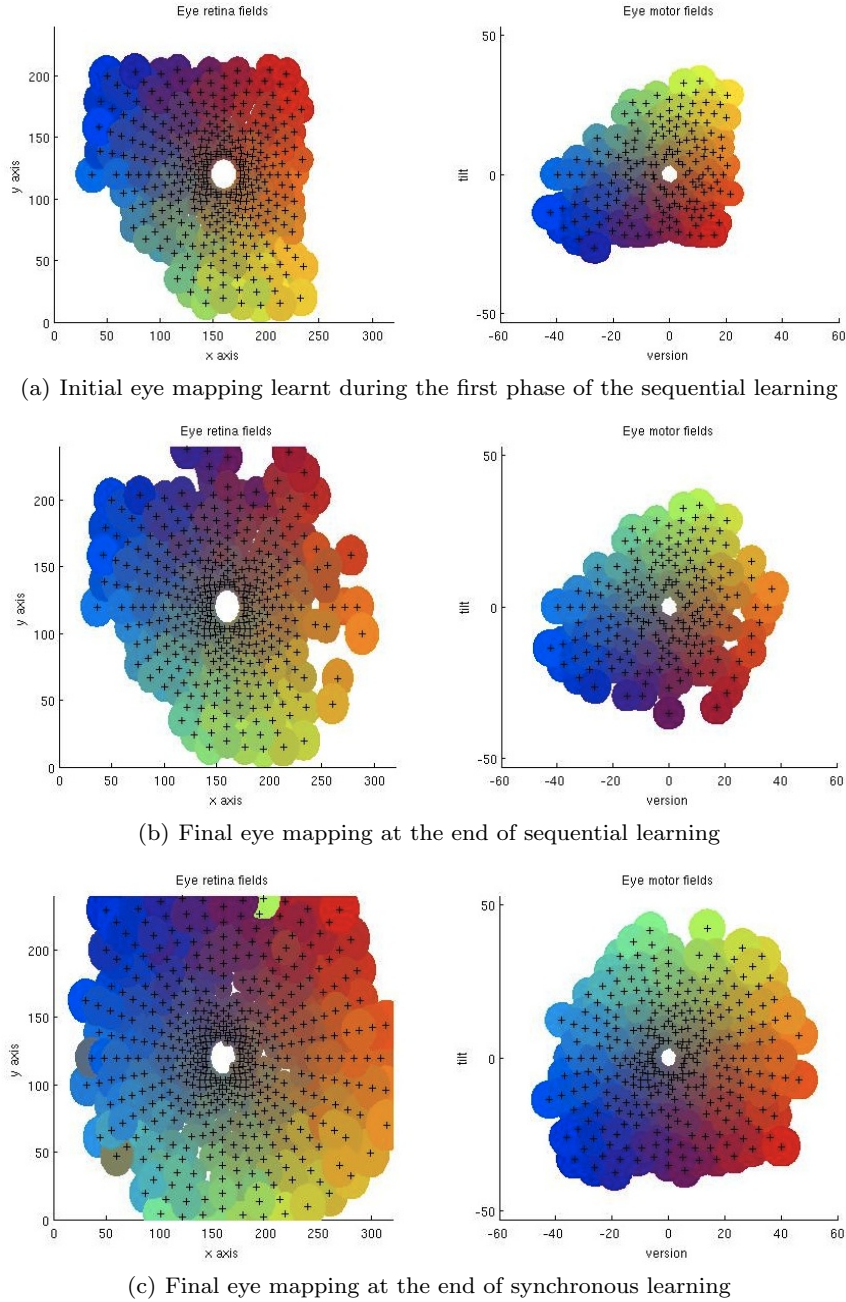 Eye retina fields
200
150
100
50
0
y axis
0 50 100 150 200 250 300
x axis
Eye motor fields
50
0
-50
tilt
-60 -40 -20 0 20 40 60
version
(a) Initial eye mapping learnt during the first phase of the sequential learning
Eye retina fields
200
150
100
50
0
y axis
0 50 100 150 200 250 300
x axis
Eye motor fields
50
0
-50
tilt
-60 -40 -20 0 20 40 60
version
(b) Final eye mapping at the end of sequential learning
Eye retina fields
200
150
100
50
0
y axis
0 50 100 150 200 250 300
x axis
Eye motor fields
50
0
-50
tilt
-60 -40 -20 0 20 40 60
version
(c) Final eye mapping at the end of synchronous learning